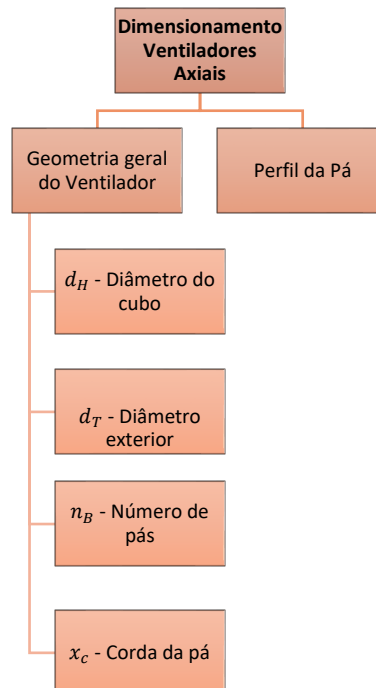 Dimensionamento
Ventiladores
Axiais
Geometria geral
do Ventilador
Perfil da Pá
d_H - Diâmetro do
cubo
d_T - Diâmetro
exterior
n_B - Número de
pás
x_c - Corda da pá